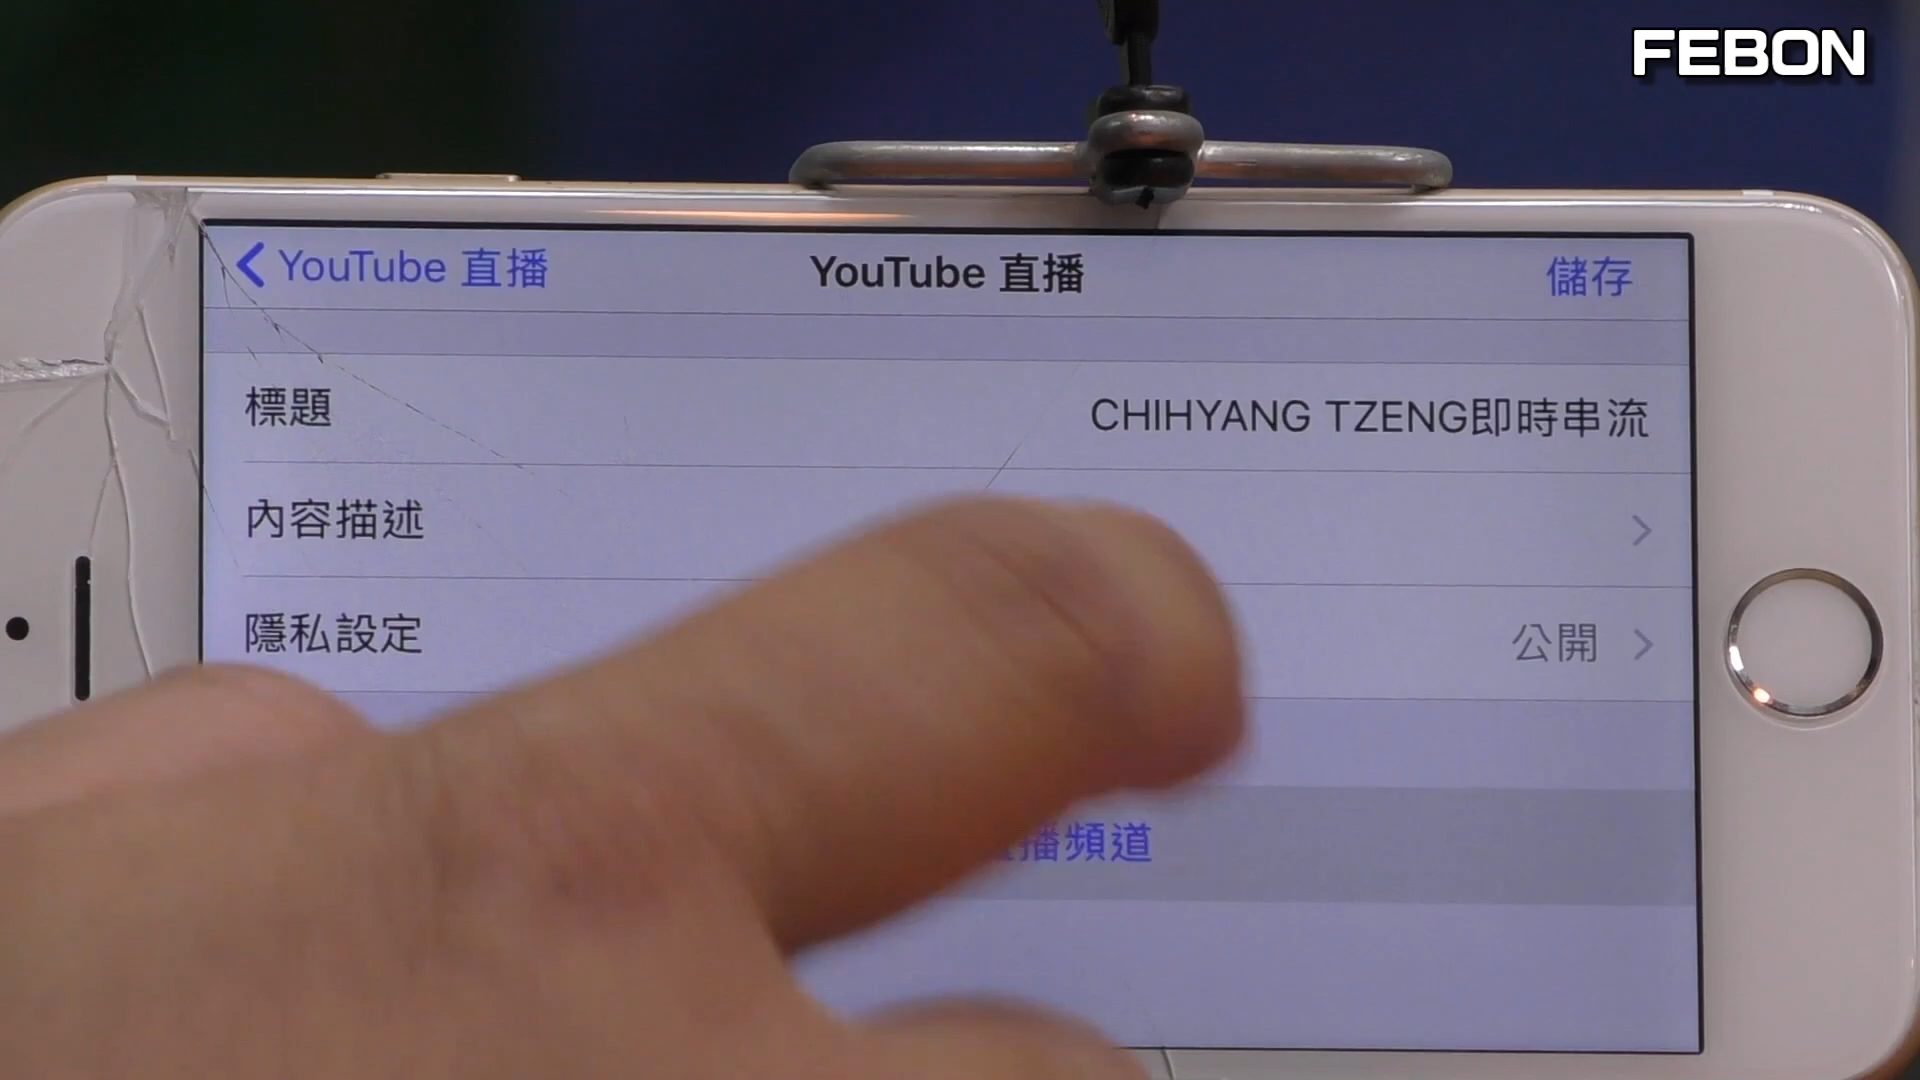 FEBON
YouTube 直播
YouTube 直播
儲存
標題
CHIHYANG TZENG即時串流
內容描述
隱私設定
公開
播頻道